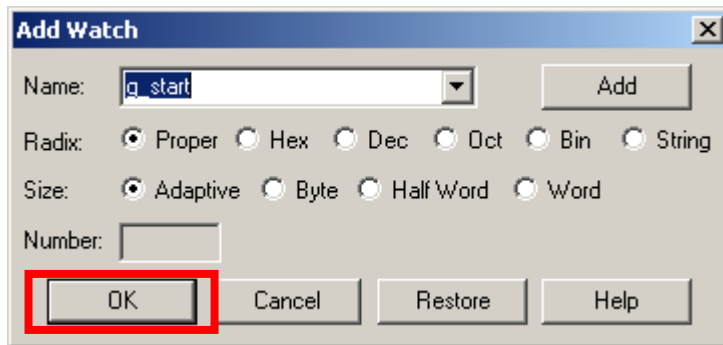 Add Watch
Name: g_start Add
Radix: Proper Hex Dec Oct Bin String
Size: Adaptive Byte Half Word Word
Number:
OK Cancel Restore Help